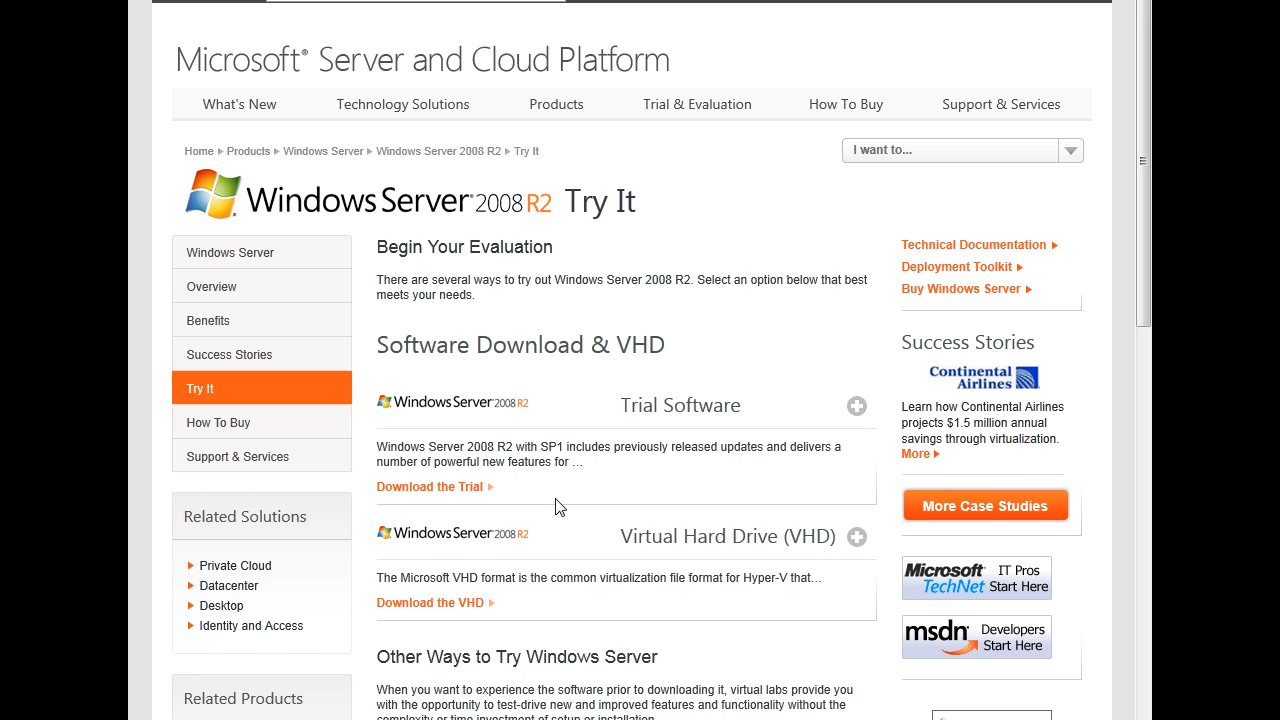 Microsoft® Server and Cloud Platform
What's New Technology Solutions Products Trial & Evaluation How To Buy Support & Services
Home Products Windows Server Windows Server 2008 R2 Try It
I want to...
Windows Server 2008 R2 Try It
Windows Server
Overview
Benefits
Success Stories
Try It
How To Buy
Support & Services
Related Solutions
Private Cloud
Datacenter
Desktop
Identity and Access
Related Products
Begin Your Evaluation
There are several ways to try out Windows Server 2008 R2. Select an option below that best
meets your needs.
Software Download & VHD
Windows Server 2008 R2 Trial Software
Windows Server 2008 R2 with SP1 includes previously released updates and delivers a
number of powerful new features for ...
Download the Trial
Windows Server 2008 R2 Virtual Hard Drive (VHD)
The Microsoft VHD format is the common virtualization file format for Hyper-V that...
Download the VHD
Other Ways to Try Windows Server
When you want to experience the software prior to downloading it, virtual labs provide you
with the opportunity to test-drive new and improved features and functionality without the
complexity or time investment of setup or installation.
Technical Documentation
Deployment Toolkit
Buy Windows Server
Success Stories
Continental
Airlines
Learn how Continental Airlines
projects $1.5 million annual
savings through virtualization.
More
More Case Studies
Microsoft TechNet IT Pros
Start Here
msdn Developers
Start Here